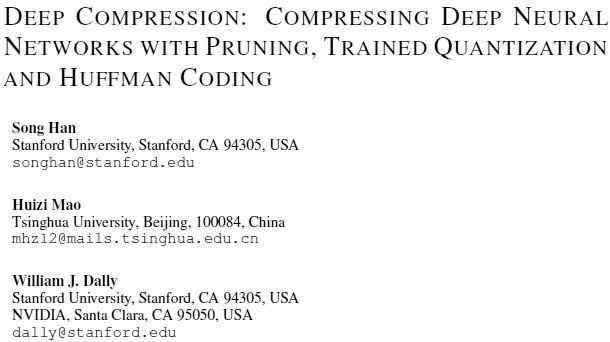 DEEP COMPRESSION: COMPRESSING DEEP NEURAL
NETWORKS WITH PRUNING, TRAINED QUANTIZATION
AND HUFFMAN CODING
Song Han
Stanford University, Stanford, CA 94305, USA
songhan@stanford.edu
Huizi Mao
Tsinghua University, Beijing, 100084, China
mhz12@mails.tsinghua.edu.cn
William J. Dally
Stanford University, Stanford, CA 94305, USA
NVIDIA, Santa Clara, CA 95050, USA
dally@stanford.edu